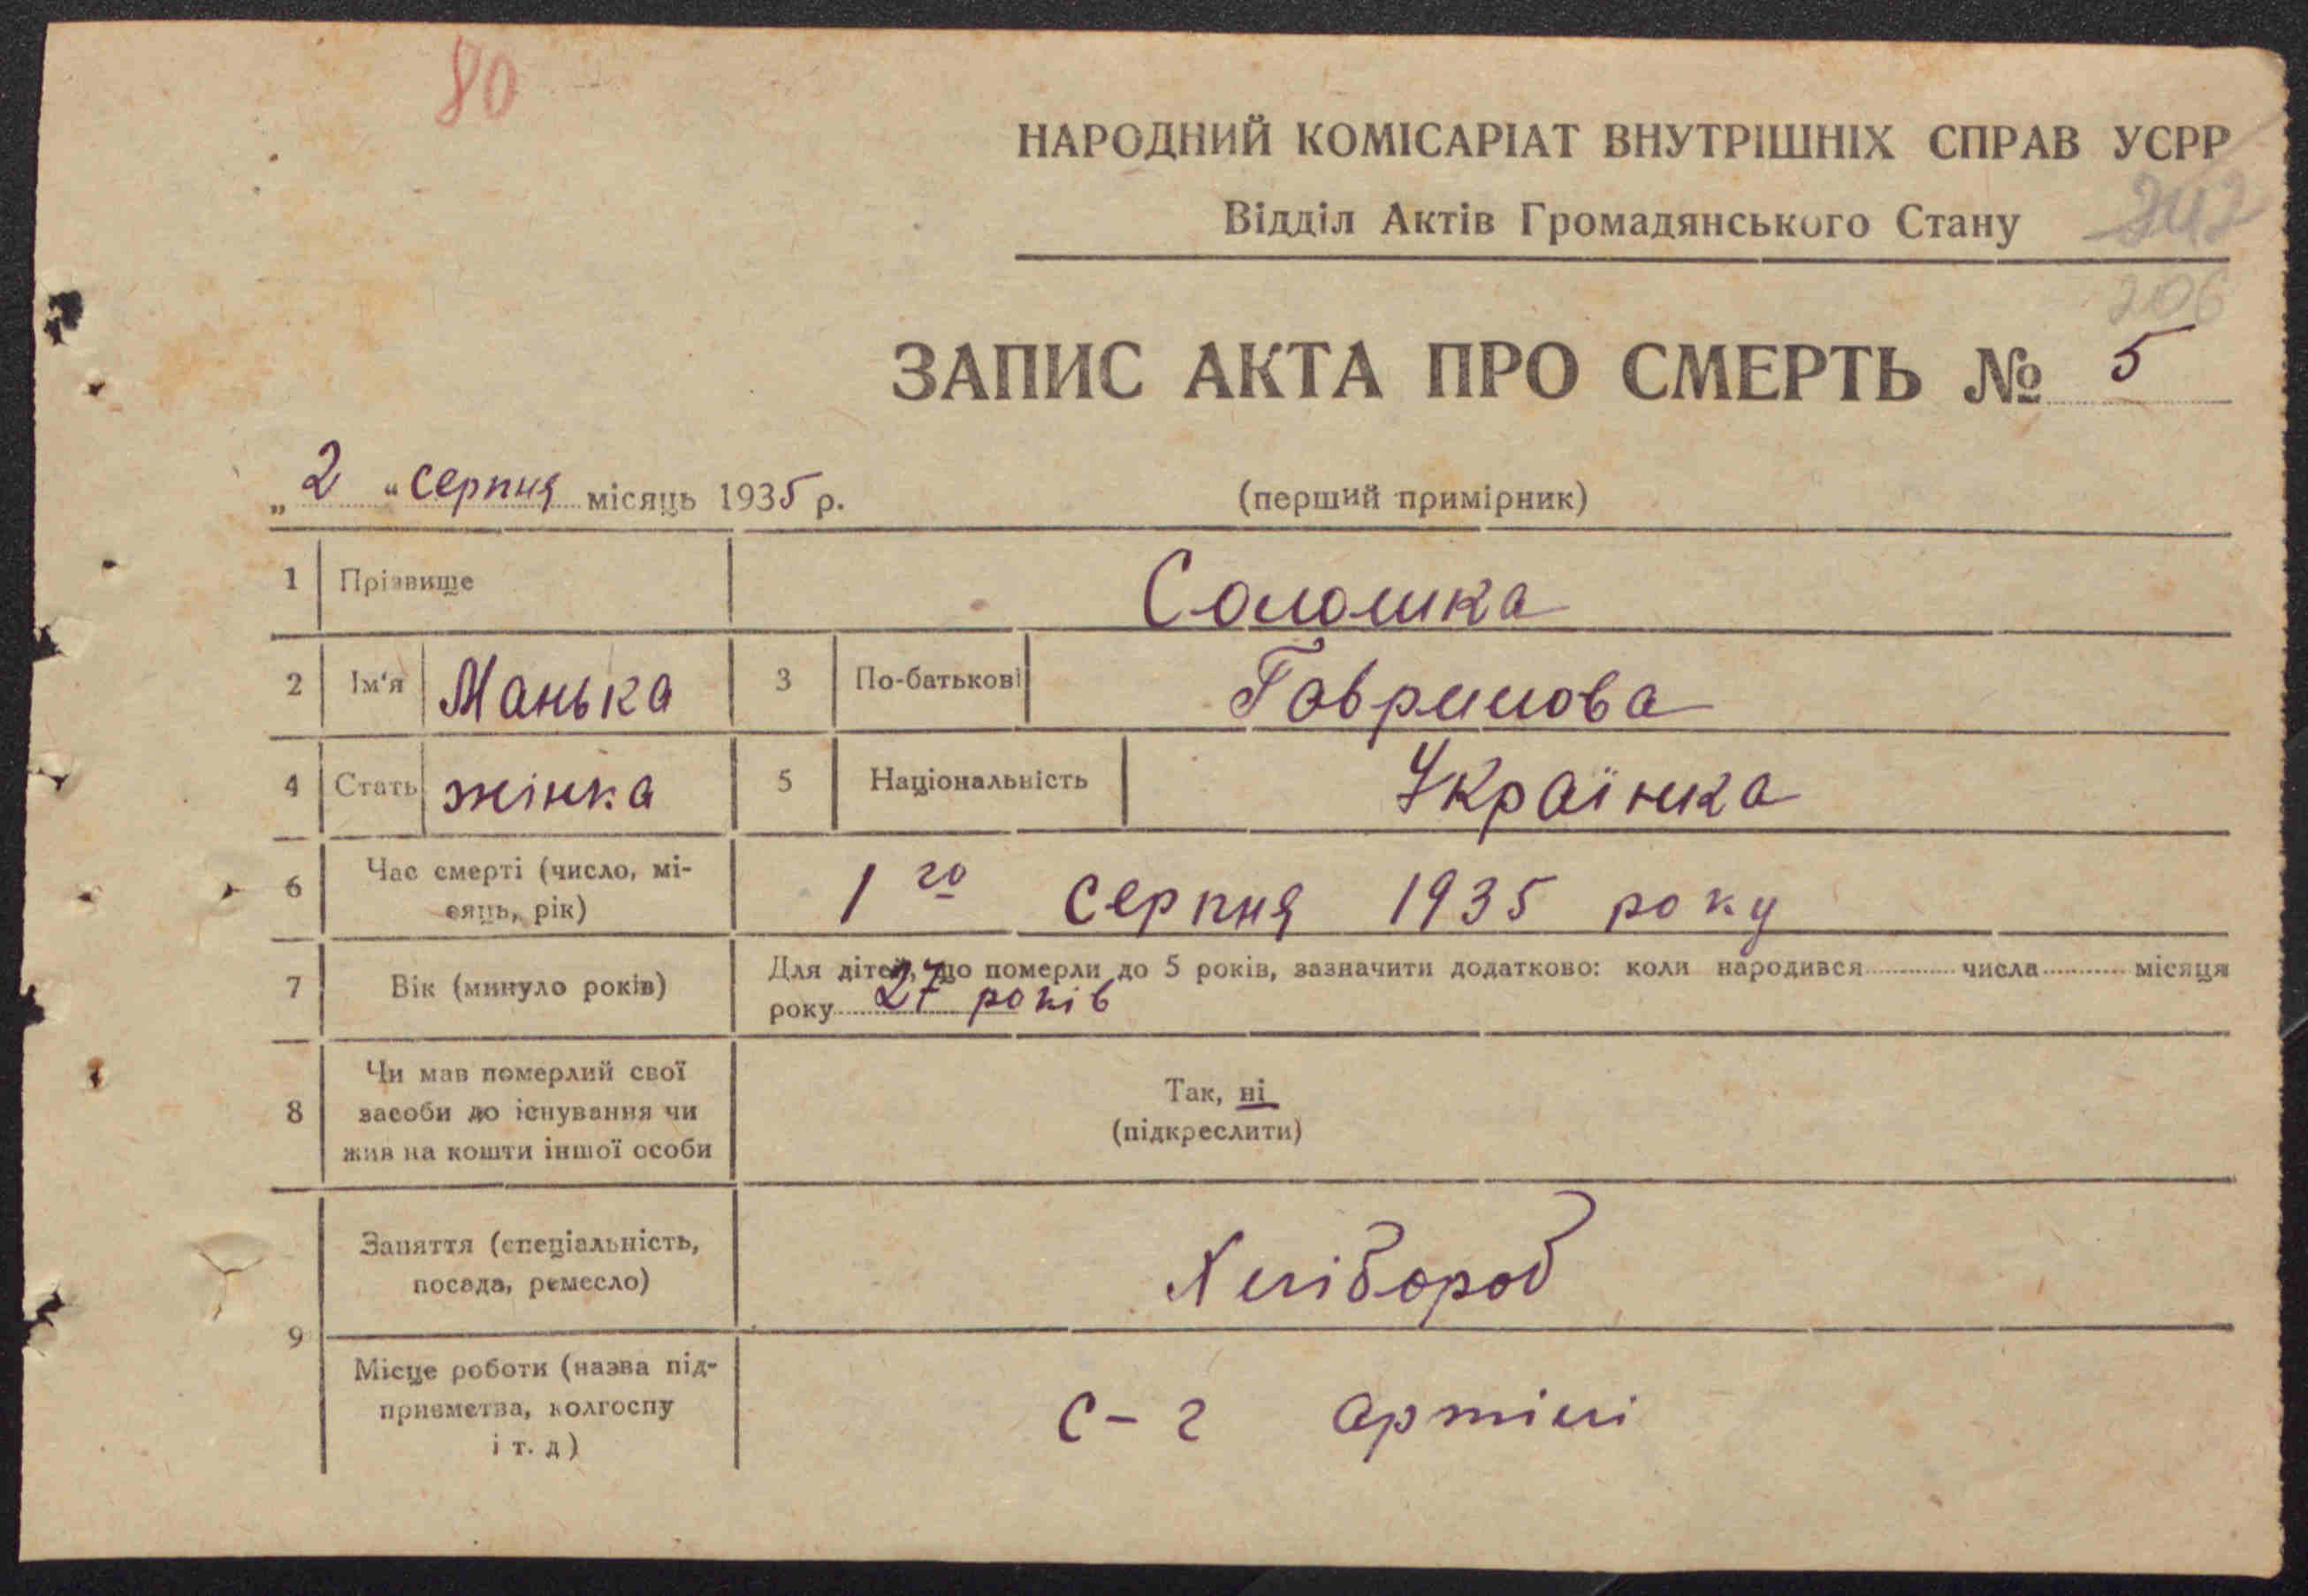 80
НАРОДНИЙ КОМІСАРІАТ ВНУТРІШНІХ СПРАВ УСРР
Відділ Актів Громадянського Стану 242
206
ЗАПИС АКТА ПРО СМЕРТЬ № 5
„ 2 “ серпня місяць 1935 р. (перший примірник)
1 Прізвище Соломка
2 Ім'я Манька 3 По-батькові Гаврилова
4 Стать жінка 5 Національність Українка
6 Час смерті (число, мі-
сяць, рік) 1го серпня 1935 року
7 Вік (минуло років) Для дітей, що померли до 5 років, зазначити додатково: коли народився числа місяця
року 27 років
8 Чи мав померлий свої
засоби до існування чи
жив на кошти іншої особи
Так, ні
(підкреслити)
9 Заняття (спеціальність,
посада, ремесло) Хлібороб
Місце роботи (назва під-
приємства, колгоспу
і т. д) с-г артілі